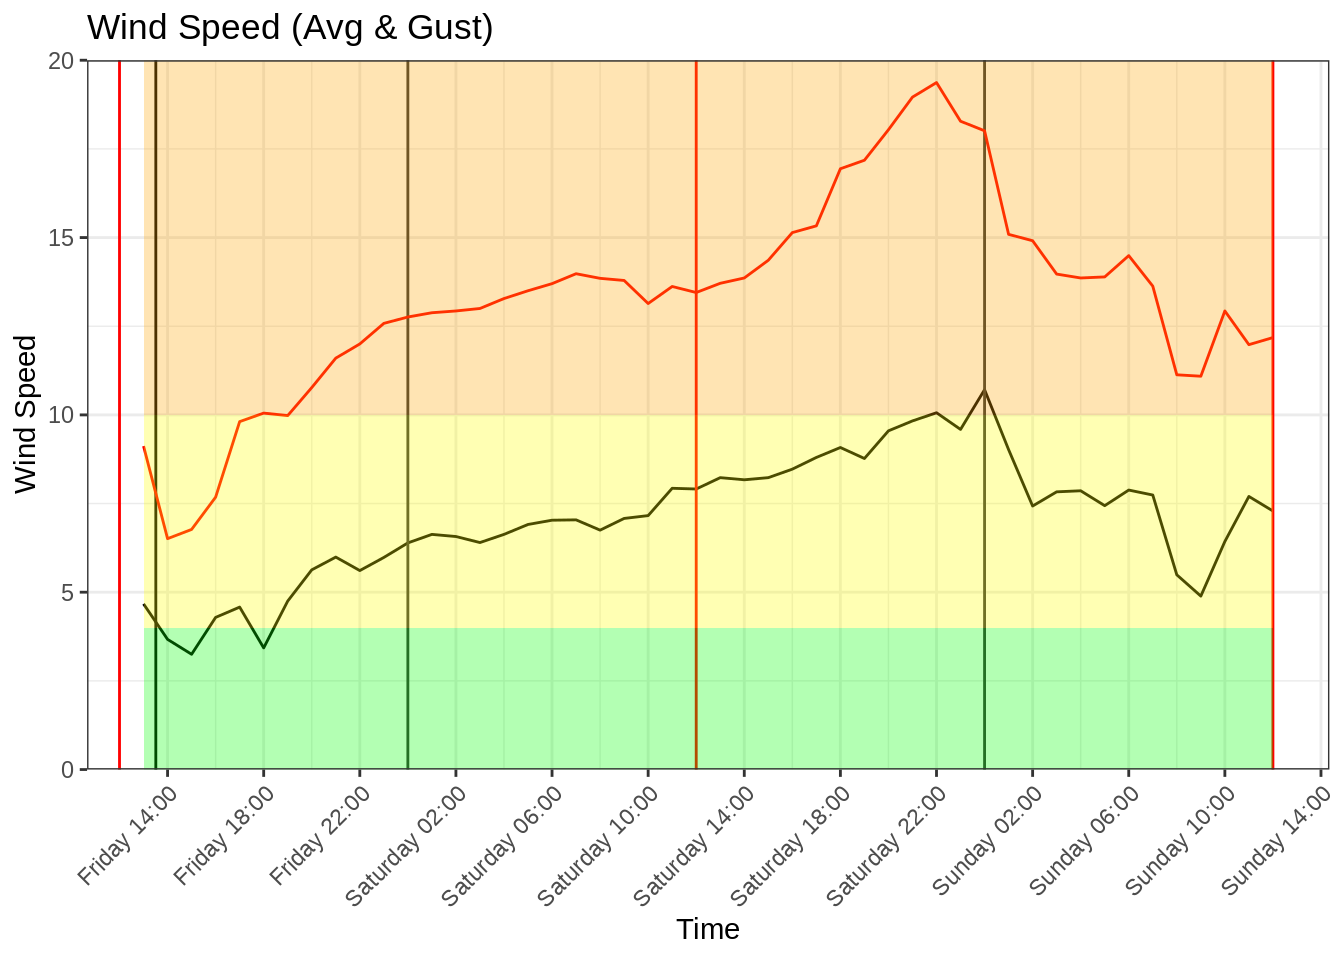 Wind Speed (Avg & Gust)
20
15
10
5
0
Wind Speed
Friday 14:00
Friday 18:00
Friday 22:00
Saturday 02:00
Saturday 06:00
Saturday 10:00
Saturday 14:00
Saturday 18:00
Saturday 22:00
Sunday 02:00
Sunday 06:00
Sunday 10:00
Sunday 14:00
Time